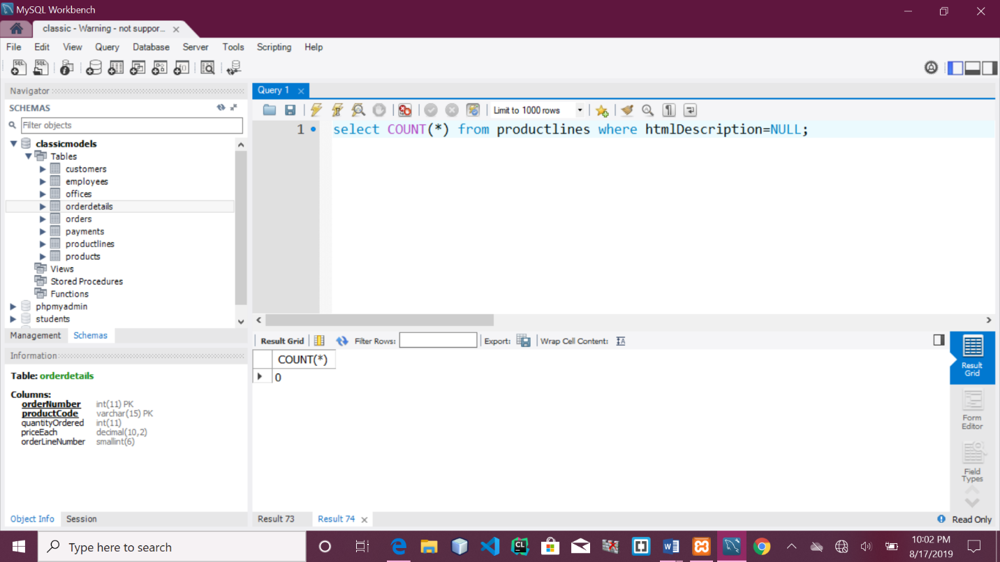 MySQL Workbench
classic - Warning - not suppor...
File Edit View Query Database Server Tools Scripting Help
Navigator
SCHEMAS
Filter objects
classicmodels
Tables
customers
employees
offices
orderdetails
orders
payments
productlines
products
Views
Stored Procedures
Functions
phpmyadmin
students
Management Schemas
Information
Table: orderdetails
Columns:
orderNumber int(11) PK
productCode varchar(15) PK
quantityOrdered int(11)
priceEach decimal(10,2)
orderLineNumber smallint(6)
Object Info Session
Query 1
Limit to 1000 rows
1 select COUNT(*) from productlines where htmlDescription=NULL;
Result Grid Filter Rows: Export: Wrap Cell Content:
COUNT(*)
0
Result
Grid
Form
Editor
Field
Types
Result 73 Result 74
Read Only
Type here to search
10:02 PM
8/17/2019